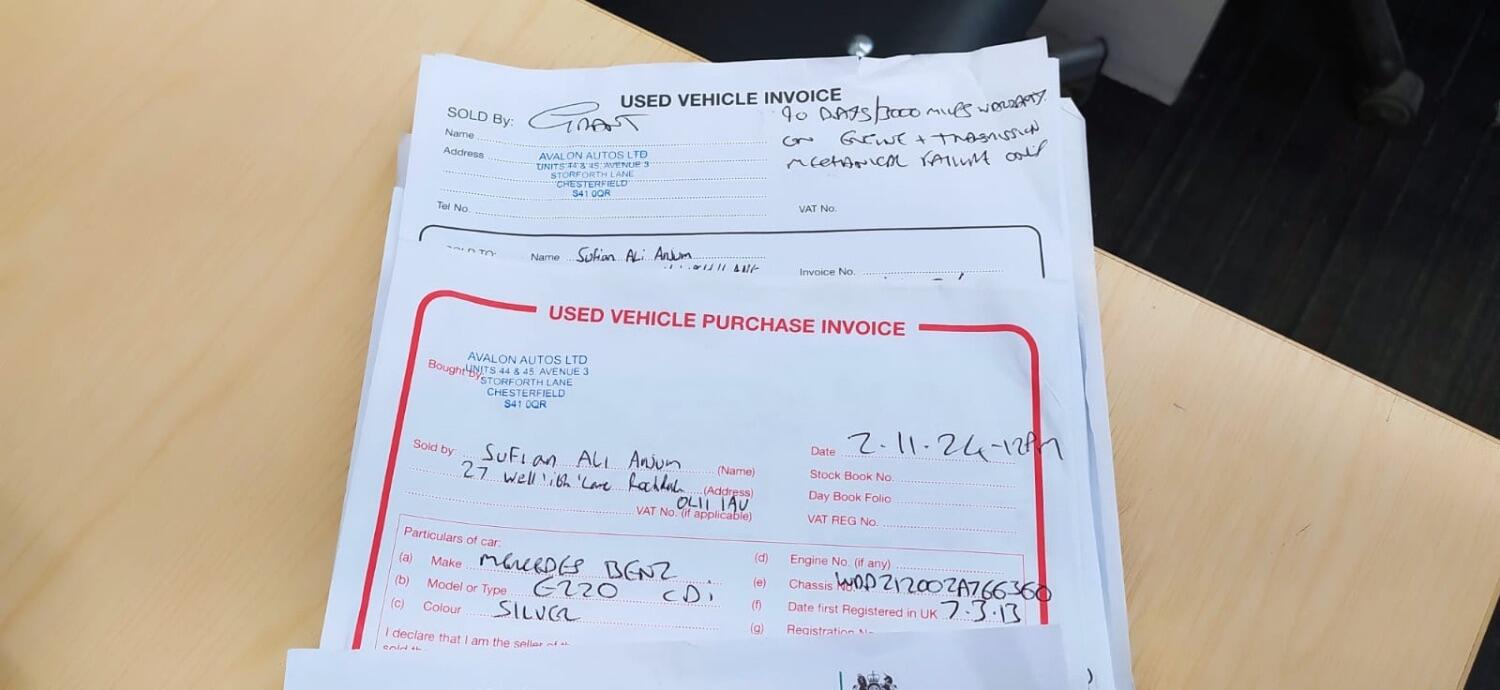 USED VEHICLE INVOICE
SOLD By: GRANT
90 DAYS/3000 MILES WARRANTY
Name
ON ENGINE + TRANSMISSION
Address
MECHANICAL FAILURE ONLY
AVALON AUTOS LTD
UNITS 44 & 45, AVENUE 3
STORFORTH LANE
CHESTERFIELD
S41 0QR
Tel No.
VAT No.
SOLD TO: Name Sufian Ali Anjum
Invoice No.
USED VEHICLE PURCHASE INVOICE
Bought by
AVALON AUTOS LTD
UNITS 44 & 45, AVENUE 3
STORFORTH LANE
CHESTERFIELD
S41 0QR
Sold by Sufian Ali Anjum (Name)
Date 2.11.24-12PM
27 Lane Rochdale (Address)
Stock Book No.
OL11 1AU
Day Book Folio
VAT No. (if applicable)
VAT REG No.
Particulars of car:
(a) Make MERCEDES BENZ
(d) Engine No. (if any)
(b) Model or Type E220 CDi
(e) Chassis No. WDD212002A766360
(c) Colour SILVER
(f) Date first Registered in UK 7.3.13
(g) Registration
I declare that I am the seller of